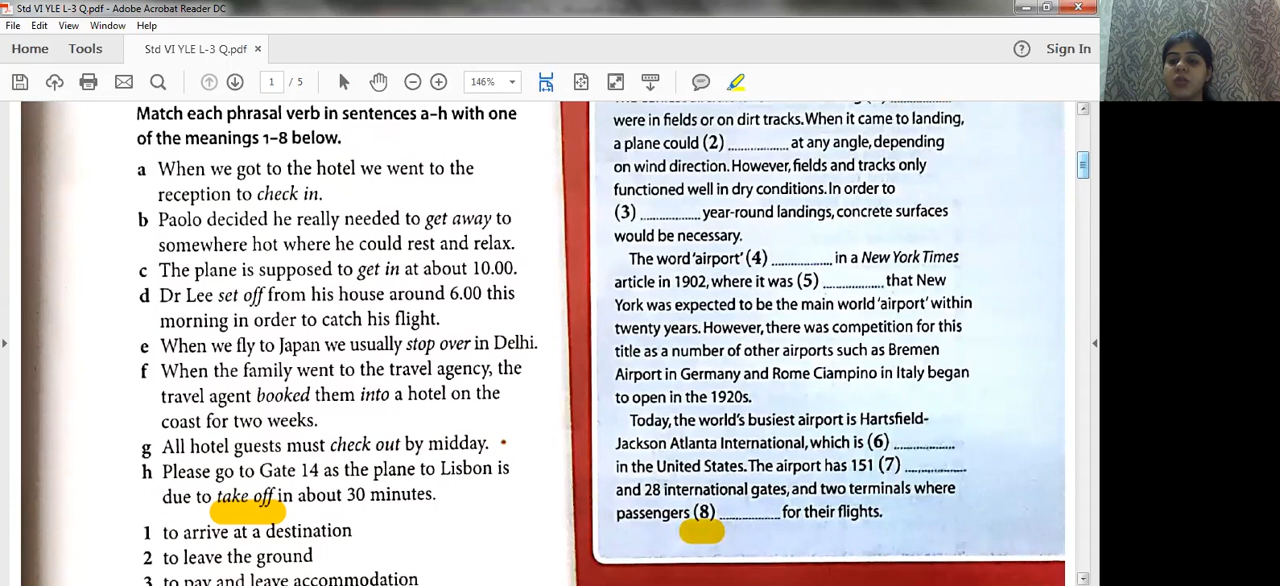 Std VI YLE L-3 Q.pdf - Adobe Acrobat Reader DC
File Edit View Window Help
Home Tools Std VI YLE L-3 Q.pdf × Sign In
1 / 5 146%
Match each phrasal verb in sentences a–h with one
of the meanings 1–8 below.
a When we got to the hotel we went to the
reception to check in.
b Paolo decided he really needed to get away to
somewhere hot where he could rest and relax.
c The plane is supposed to get in at about 10.00.
d Dr Lee set off from his house around 6.00 this
morning in order to catch his flight.
e When we fly to Japan we usually stop over in Delhi.
f When the family went to the travel agency, the
travel agent booked them into a hotel on the
coast for two weeks.
g All hotel guests must check out by midday.
h Please go to Gate 14 as the plane to Lisbon is
due to take off in about 30 minutes.
1 to arrive at a destination
2 to leave the ground
3 to pay and leave accommodation
were in fields or on dirt tracks. When it came to landing,
a plane could (2) ............... at any angle, depending
on wind direction. However, fields and tracks only
functioned well in dry conditions. In order to
(3) ............... year-round landings, concrete surfaces
would be necessary.
The word 'airport' (4) ............... in a New York Times
article in 1902, where it was (5) ............... that New
York was expected to be the main world 'airport' within
twenty years. However, there was competition for this
title as a number of other airports such as Bremen
Airport in Germany and Rome Ciampino in Italy began
to open in the 1920s.
Today, the world's busiest airport is Hartsfield-
Jackson Atlanta International, which is (6) ...............
in the United States. The airport has 151 (7) ...............
and 28 international gates, and two terminals where
passengers (8) ............... for their flights.